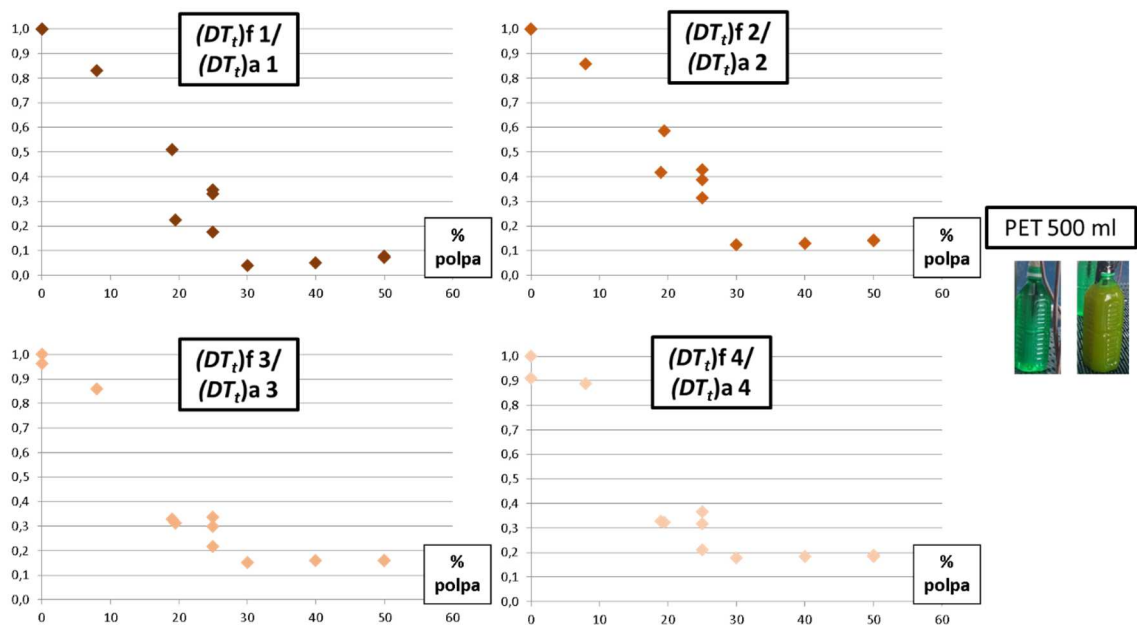 (DTt)f 1/
(DTt)a 1
1,0
0,9
0,8
0,7
0,6
0,5
0,4
0,3
0,2
0,1
0,0
0 10 20 30 40 50 60
%
polpa
(DTt)f 2/
(DTt)a 2
1,0
0,9
0,8
0,7
0,6
0,5
0,4
0,3
0,2
0,1
0,0
0 10 20 30 40 50 60
%
polpa
PET 500 ml
(DTt)f 3/
(DTt)a 3
1,0
0,9
0,8
0,7
0,6
0,5
0,4
0,3
0,2
0,1
0,0
0 10 20 30 40 50 60
%
polpa
(DTt)f 4/
(DTt)a 4
1,0
0,9
0,8
0,7
0,6
0,5
0,4
0,3
0,2
0,1
0,0
0 10 20 30 40 50 60
%
polpa